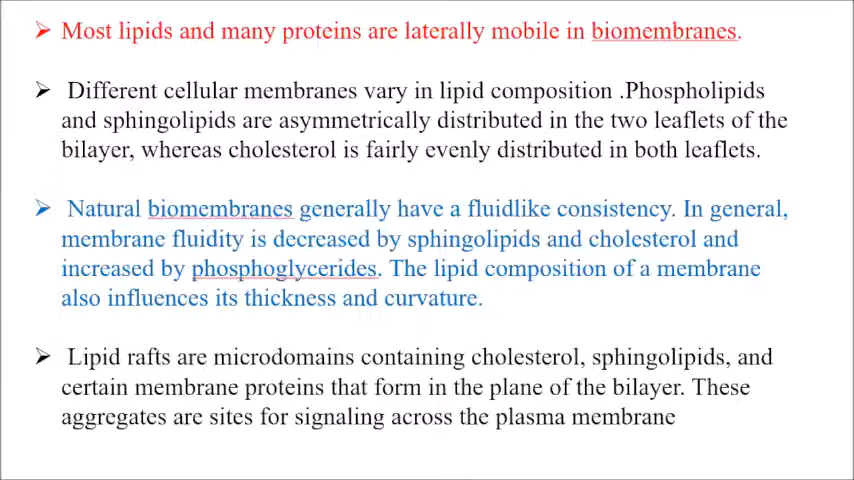 ➢ Most lipids and many proteins are laterally mobile in biomembranes.
➢ Different cellular membranes vary in lipid composition .Phospholipids
and sphingolipids are asymmetrically distributed in the two leaflets of the
bilayer, whereas cholesterol is fairly evenly distributed in both leaflets.
➢ Natural biomembranes generally have a fluidlike consistency. In general,
membrane fluidity is decreased by sphingolipids and cholesterol and
increased by phosphoglycerides. The lipid composition of a membrane
also influences its thickness and curvature.
➢ Lipid rafts are microdomains containing cholesterol, sphingolipids, and
certain membrane proteins that form in the plane of the bilayer. These
aggregates are sites for signaling across the plasma membrane